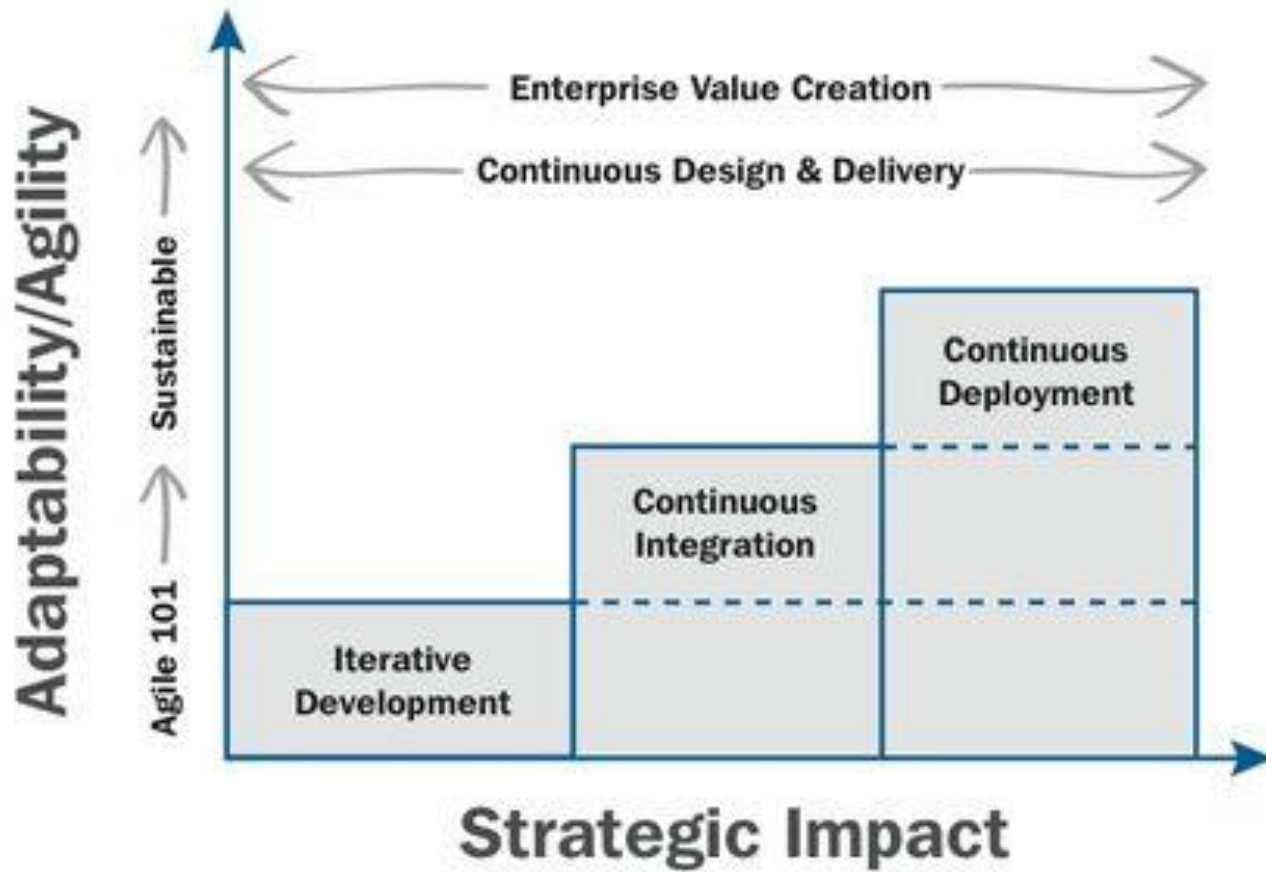 Enterprise Value Creation
Continuous Design & Delivery
Adaptability/Agility
Sustainable
Agile 101
Continuous
Deployment
Continuous
Integration
Iterative
Development
Strategic Impact